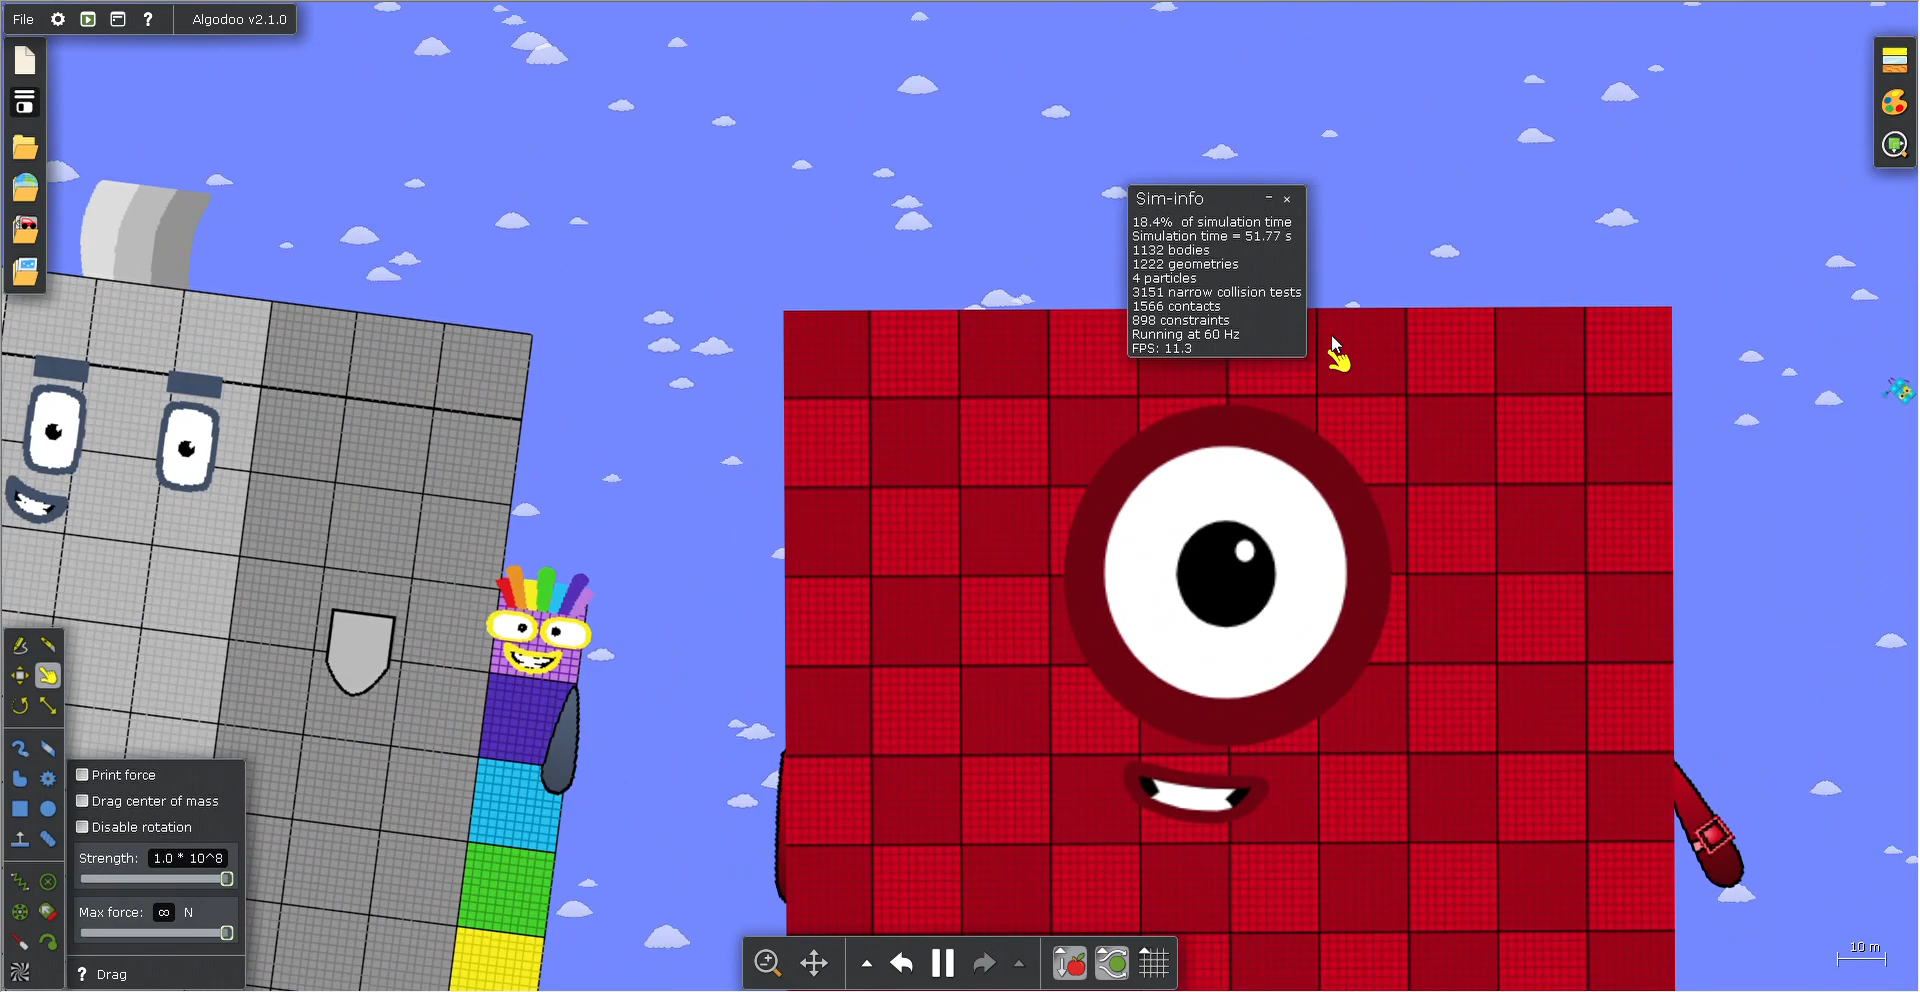 File
?
Algodoo v2.1.0
Sim-info
18.4% of simulation time
Simulation time = 51.77 s
1132 bodies
1222 geometries
4 particles
3151 narrow collision tests
1566 contacts
898 constraints
Running at 60 Hz
FPS: 11.3
Print force
Drag center of mass
Disable rotation
Strength: 1.0 * 10^8
Max force: ∞ N
? Drag
10 m